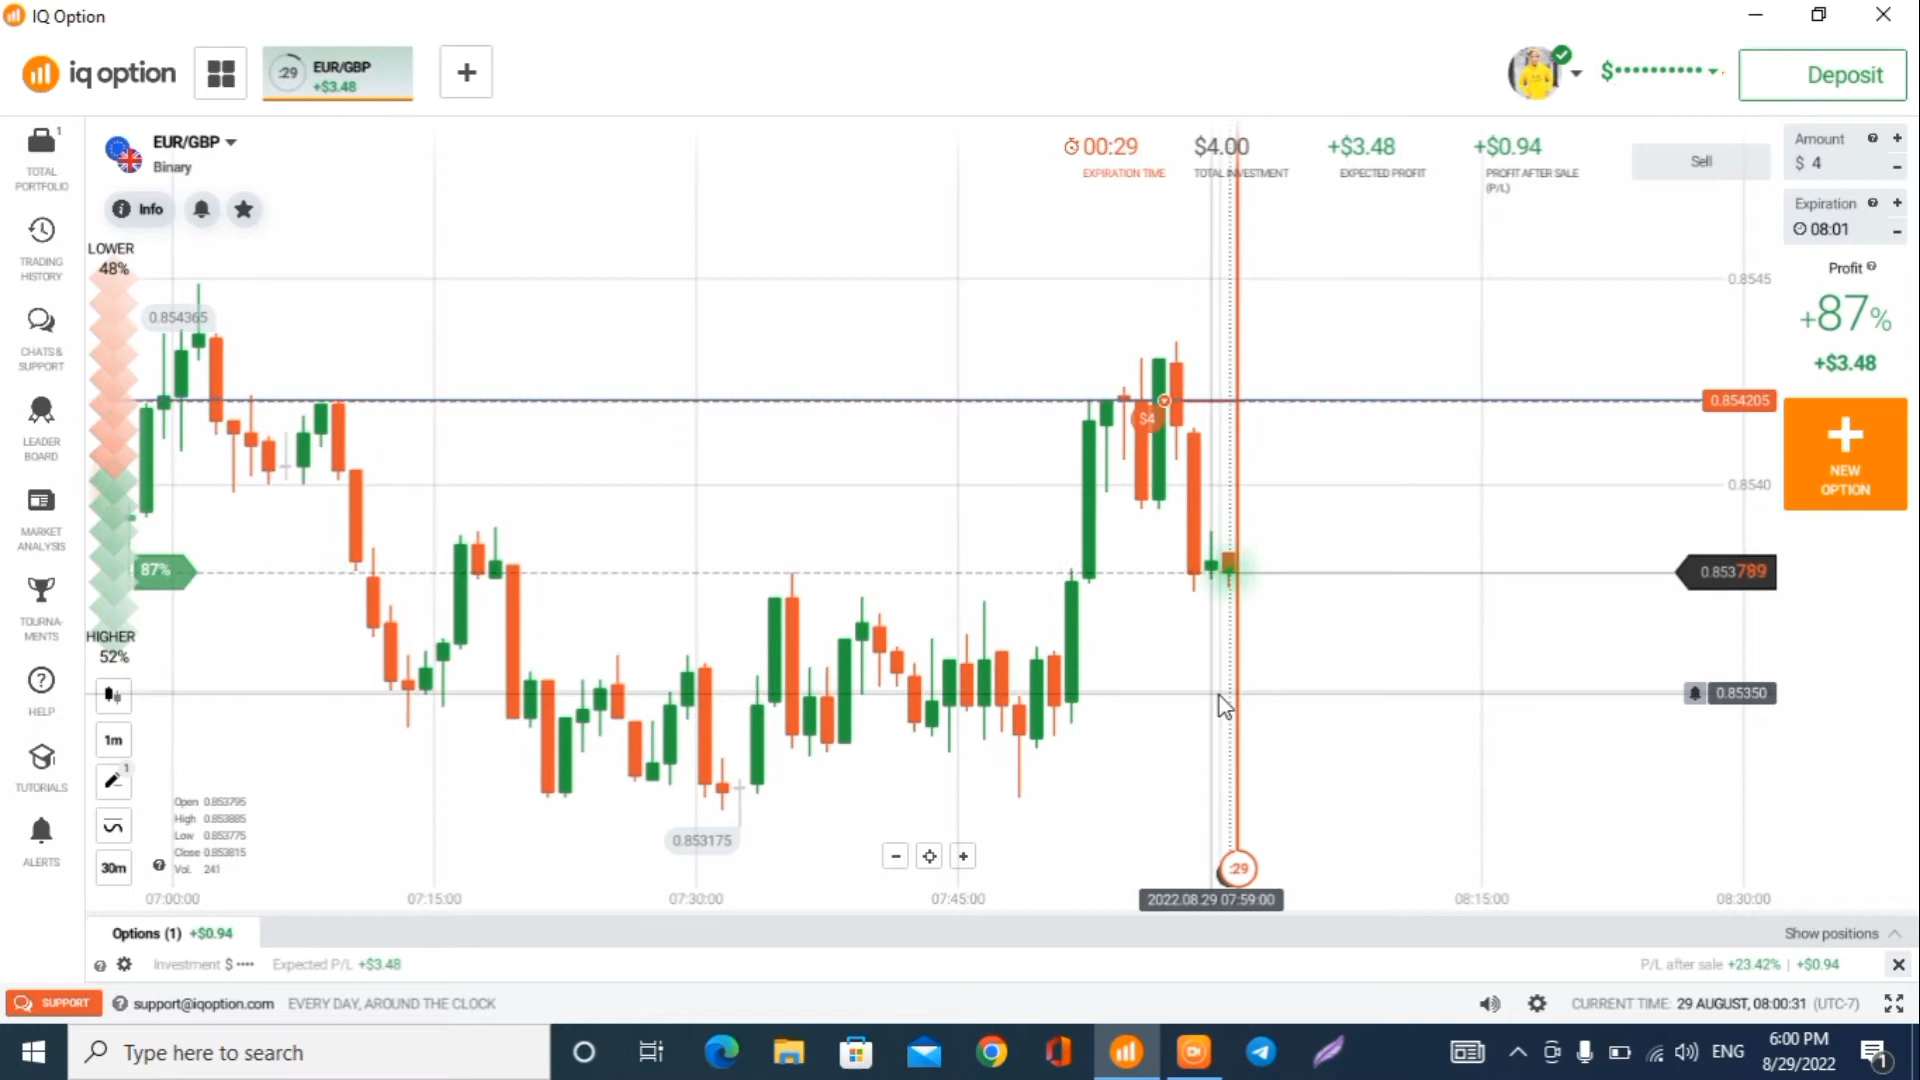 IQ Option
iq option
:29
EUR/GBP
+$3.48
$••••••••••
Deposit
EUR/GBP
Binary
00:29
EXPIRATION TIME
$4.00
TOTAL INVESTMENT
+$3.48
EXPECTED PROFIT
+$0.94
PROFIT AFTER SALE
(P/L)
Sell
Amount
$ 4
Expiration
08:01
Profit
+87%
+$3.48
NEW
OPTION
1
TOTAL
PORTFOLIO
TRADING
HISTORY
CHATS &
SUPPORT
LEADER
BOARD
MARKET
ANALYSIS
TOURNA-
MENTS
HELP
TUTORIALS
ALERTS
Info
LOWER
48%
0.854365
0.8545
$4
0.854205
0.8540
87%
0.853789
HIGHER
52%
0.85350
1m
1
30m
Open 0.853795
High 0.853885
Low 0.853775
Close 0.853815
Vol. 241
0.853175
:29
07:00:00
07:15:00
07:30:00
07:45:00
2022.08.29 07:59:00
08:15:00
08:30:00
Options (1) +$0.94
Show positions
Investment $ •••• Expected P/L +$3.48
P/L after sale +23.42% | +$0.94
SUPPORT
support@iqoption.com EVERY DAY, AROUND THE CLOCK
CURRENT TIME: 29 AUGUST, 08:00:31 (UTC-7)
Type here to search
ENG
6:00 PM
8/29/2022
1